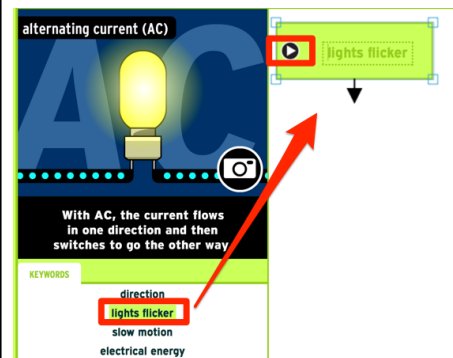 alternating current (AC)
AC
With AC, the current flows
in one direction and then
switches to go the other way
KEYWORDS
direction
lights flicker
slow motion
electrical energy
lights flicker